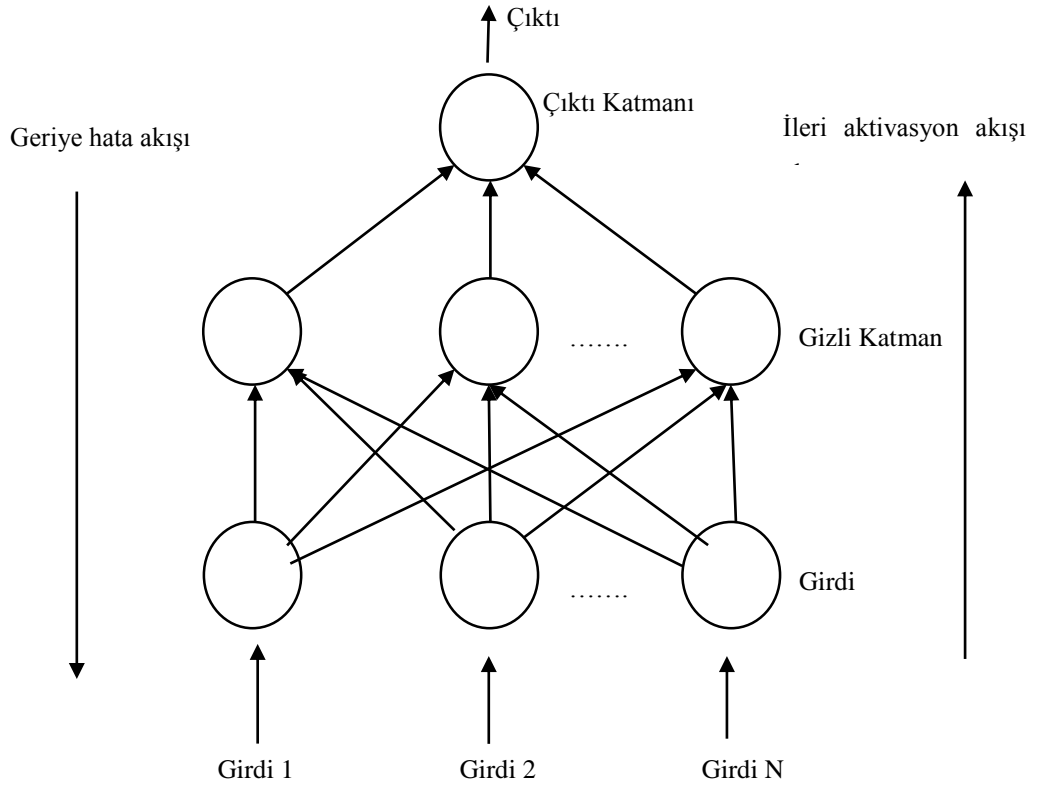 Çıktı
Çıktı Katmanı
Geriye hata akışı
İleri aktivasyon akışı
…….
Gizli Katman
…….
Girdi
Girdi 1
Girdi 2
Girdi N